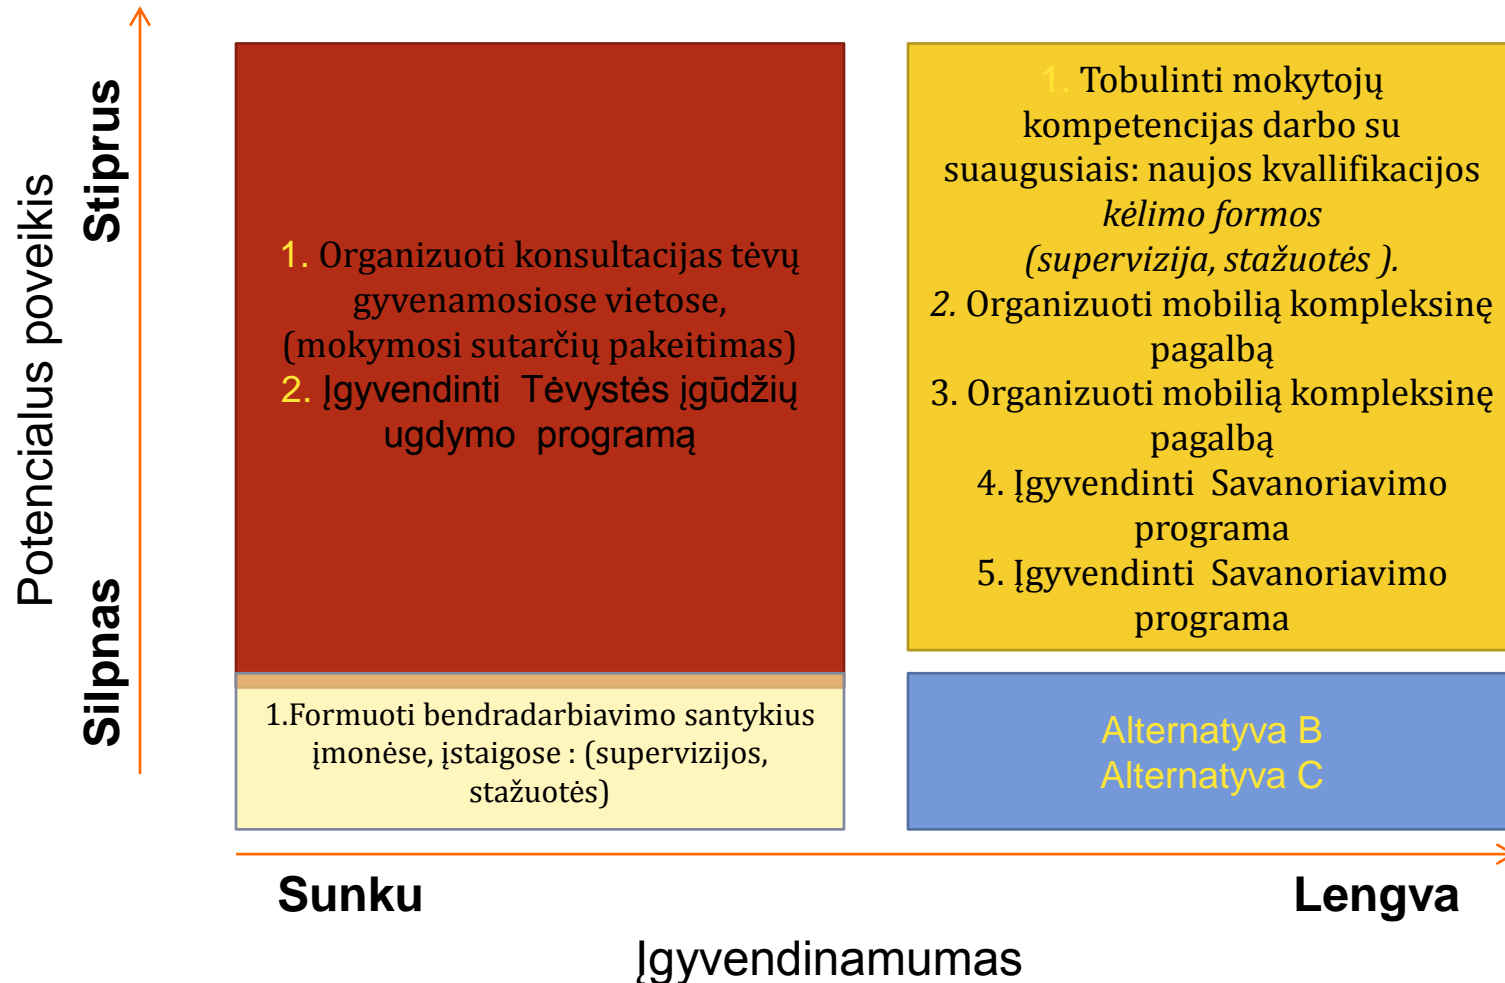 Potencialus poveikis
Stiprus
Silpnas
1. Organizuoti konsultacijas tėvų
gyvenamosiose vietose,
(mokymosi sutarčių pakeitimas)
2. Įgyvendinti Tėvystės įgūdžių
ugdymo programą
1. Tobulinti mokytojų
kompetencijas darbo su
suaugusiais: naujos kvallifikacijos
kėlimo formos
(supervizija, stažuotės ).
2. Organizuoti mobilią kompleksinę
pagalbą
3. Organizuoti mobilią kompleksinę
pagalbą
4. Įgyvendinti Savanoriavimo
programa
5. Įgyvendinti Savanoriavimo
programa
1.Formuoti bendradarbiavimo santykius
įmonėse, įstaigose : (supervizijos,
stažuotės)
Alternatyva B
Alternatyva C
Sunku
Lengva
Įgyvendinamumas